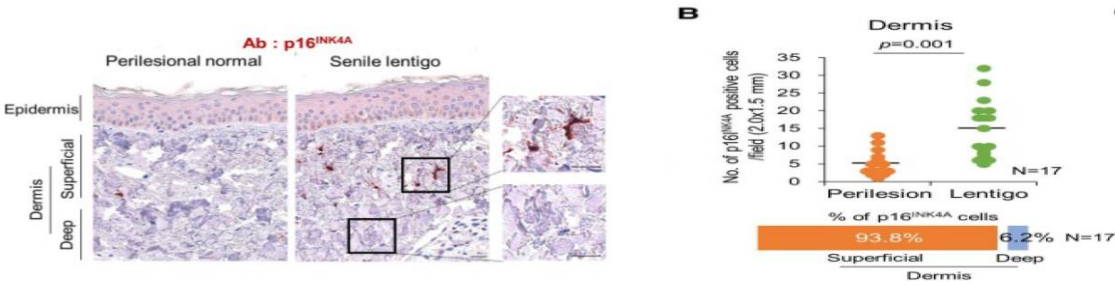 Ab : p16INK4A
Perilesional normal
Senile lentigo
Epidermis
Dermis
Superficial
Deep
B
Dermis
p=0.001
No. of p16INK4A positive cells
/field (2.0x1.5 mm)
35
30
25
20
15
10
5
0
N=17
Perilesion
Lentigo
% of p16INK4A cells
93.8%
6.2%
N=17
Superficial
Deep
Dermis